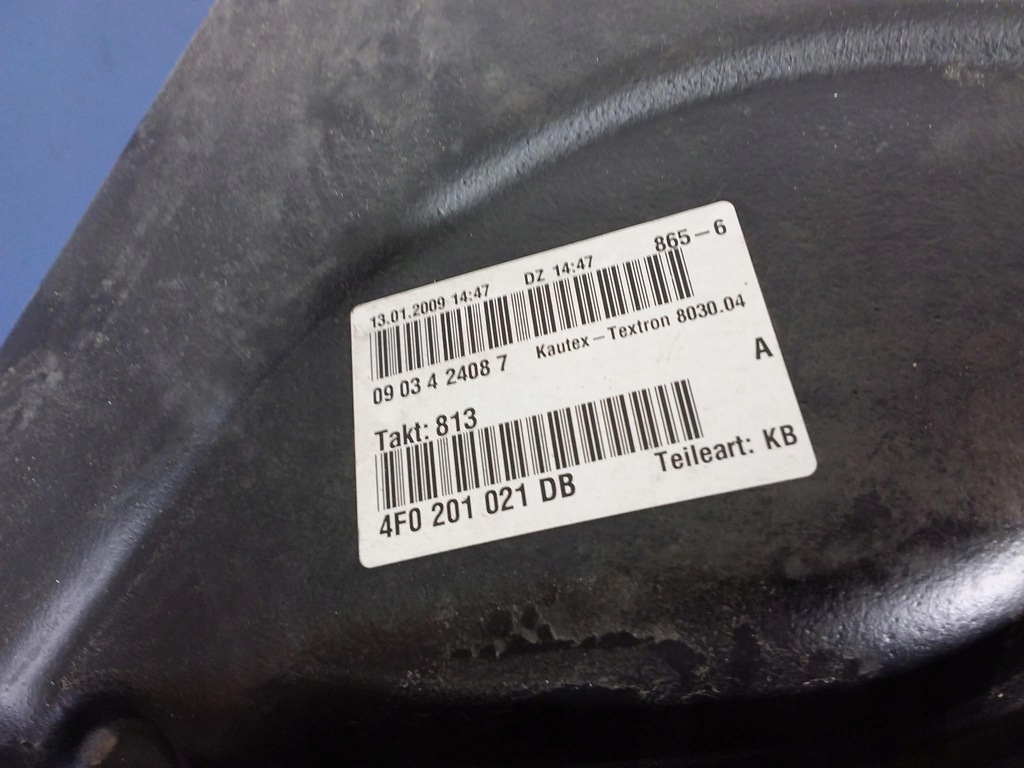 13.01.2009 14:47 DZ 14:47 865-6
09 03 4 2408 7 Kautex-Textron 8030.04
A
Takt: 813
4F0 201 021 DB Teileart: KB